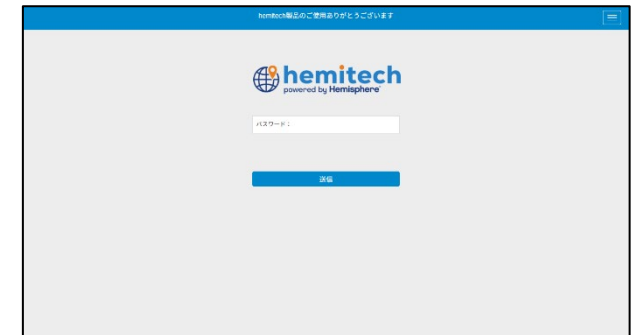 hemitech製品のご使用ありがとうございます
hemitech
powered by Hemisphere
パスワード：
送信